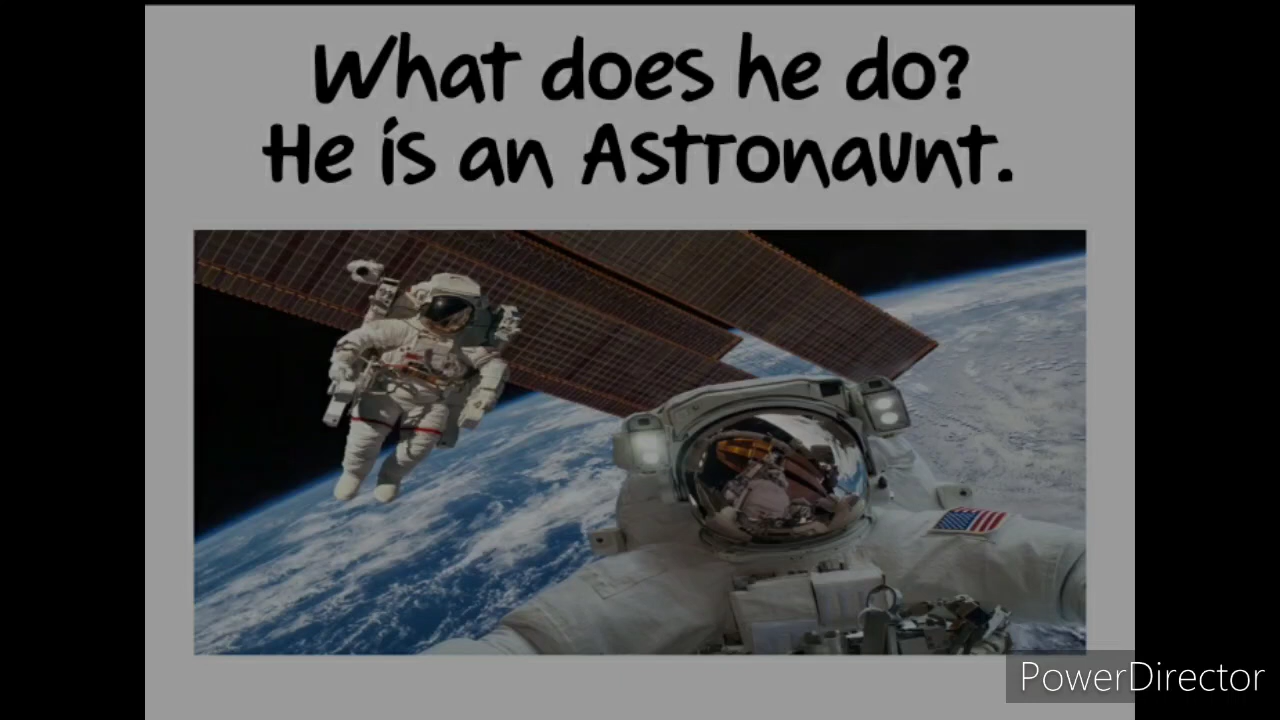 What does he do?
He is an Astronaunt.
PowerDirector